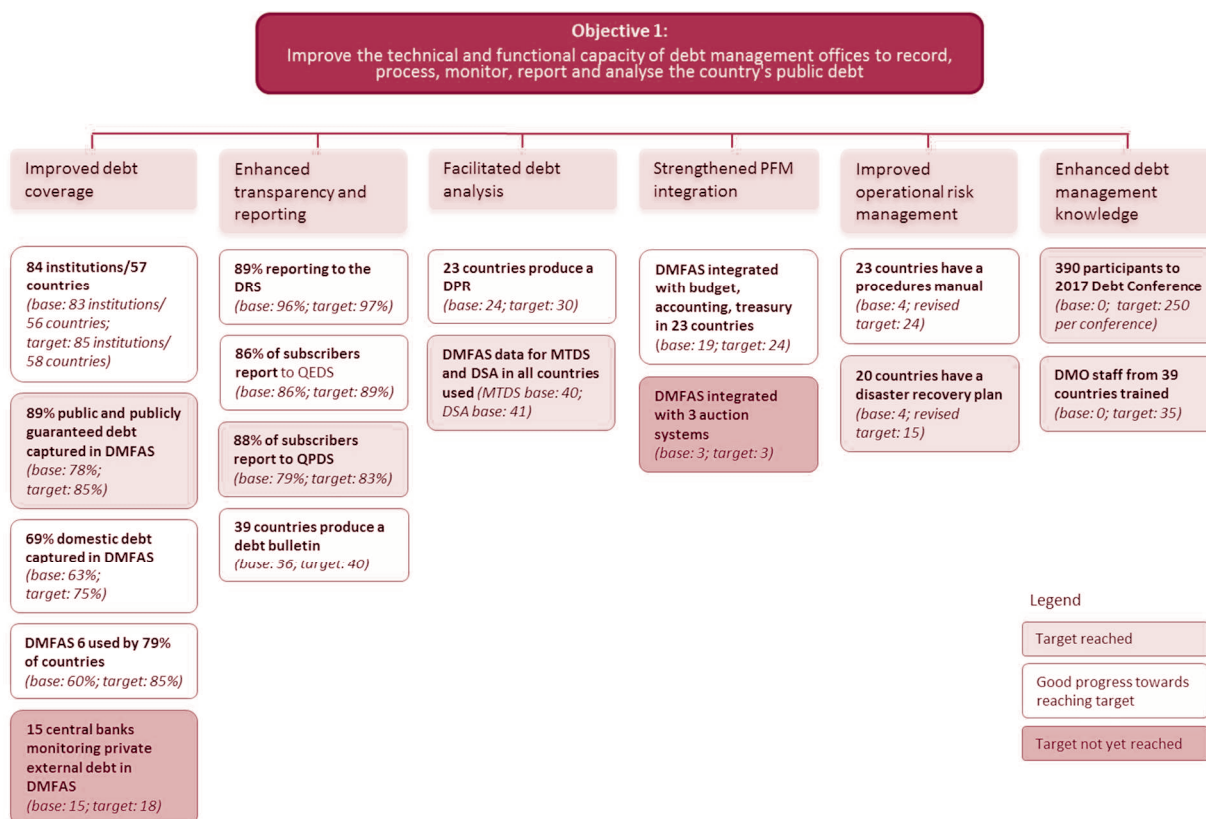 Objective 1:
Improve the technical and functional capacity of debt management offices to record,
process, monitor, report and analyse the country's public debt
Improved debt
coverage
84 institutions/57
countries
(base: 83 institutions/
56 countries;
target: 85 institutions/
58 countries)
89% public and publicly
guaranteed debt
captured in DMFAS
(base: 78%;
target: 85%)
69% domestic debt
captured in DMFAS
(base: 63%;
target: 75%)
DMFAS 6 used by 79%
of countries
(base: 60%; target: 85%)
15 central banks
monitoring private
external debt in
DMFAS
(base: 15; target: 18)
Enhanced
transparency and
reporting
89% reporting to the
DRS
(base: 96%; target: 97%)
86% of subscribers
report to QEDS
(base: 86%; target: 89%)
88% of subscribers
report to QPDS
(base: 79%; target: 83%)
39 countries produce a
debt bulletin
(base: 36; target: 40)
Facilitated debt
analysis
23 countries produce a
DPR
(base: 24; target: 30)
DMFAS data for MTDS
and DSA in all countries
used (MTDS base: 40;
DSA base: 41)
Strengthened PFM
integration
DMFAS integrated
with budget,
accounting, treasury
in 23 countries
(base: 19; target: 24)
DMFAS integrated
with 3 auction
systems
(base: 3; target: 3)
Improved
operational risk
management
23 countries have a
procedures manual
(base: 4; revised
target: 24)
20 countries have a
disaster recovery plan
(base: 4; revised
target: 15)
Enhanced debt
management
knowledge
390 participants to
2017 Debt Conference
(base: 0; target: 250
per conference)
DMO staff from 39
countries trained
(base: 0; target: 35)
Legend
Target reached
Good progress towards
reaching target
Target not yet reached